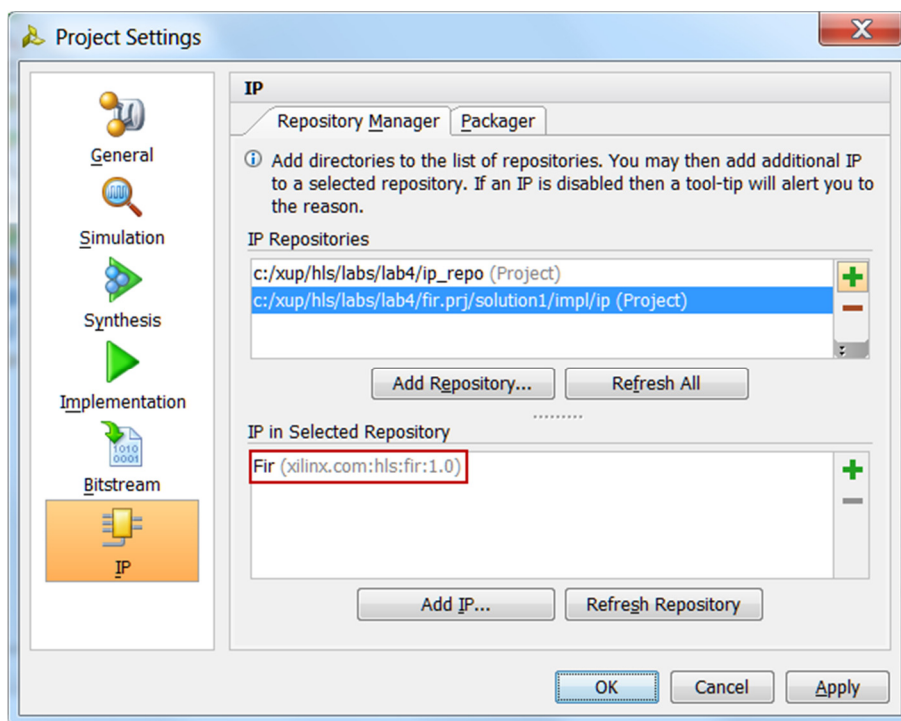 Project Settings
X
General
Simulation
Synthesis
Implementation
1010
0001
Bitstream
IP
IP
Repository Manager
Packager
Add directories to the list of repositories. You may then add additional IP
to a selected repository. If an IP is disabled then a tool-tip will alert you to
the reason.
IP Repositories
c:/xup/hls/labs/lab4/ip_repo (Project)
c:/xup/hls/labs/lab4/fir.prj/solution1/impl/ip (Project)
Add Repository...
Refresh All
IP in Selected Repository
Fir (xilinx.com:hls:fir:1.0)
Add IP...
Refresh Repository
OK
Cancel
Apply